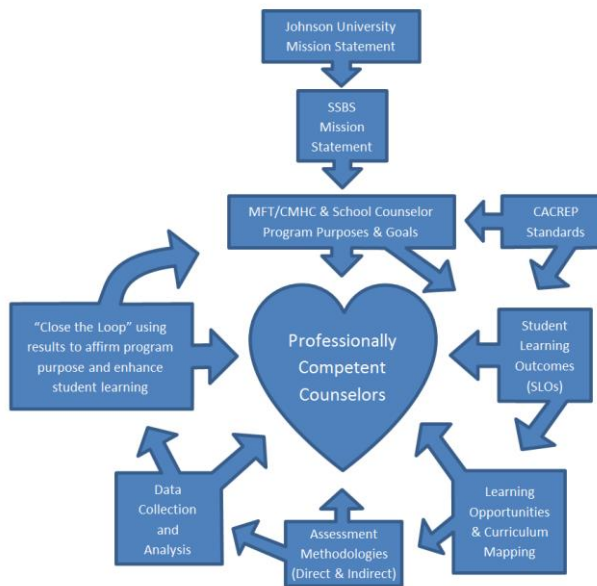 Johnson University
Mission Statement
SSBS
Mission
Statement
MFT/CMHC & School Counselor
Program Purposes & Goals
CACREP
Standards
"Close the Loop" using
results to affirm program
purpose and enhance
student learning
Professionally
Competent
Counselors
Student
Learning
Outcomes
(SLOs)
Data
Collection
and
Analysis
Assessment
Methodologies
(Direct & Indirect)
Learning
Opportunities
& Curriculum
Mapping